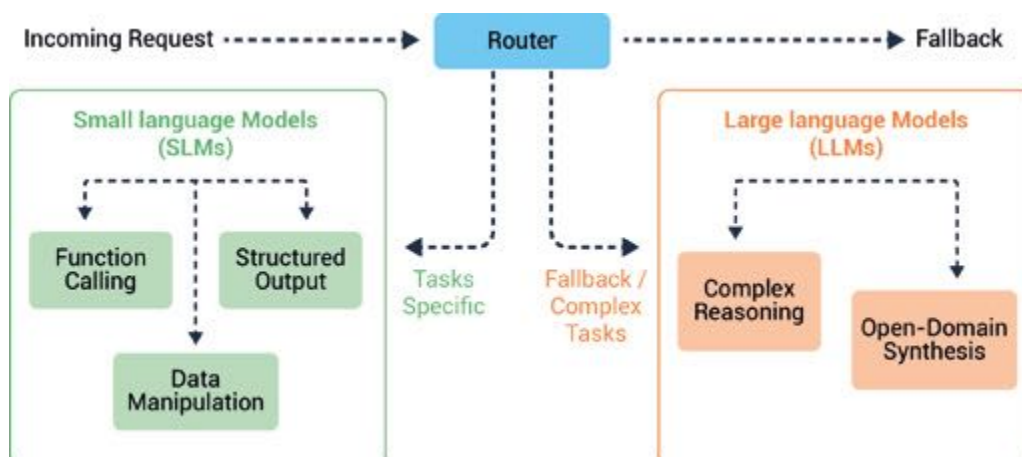 Incoming Request
Router
Fallback
Small language Models
(SLMs)
Function
Calling
Structured
Output
Data
Manipulation
Tasks
Specific
Fallback /
Complex
Tasks
Large language Models
(LLMs)
Complex
Reasoning
Open-Domain
Synthesis